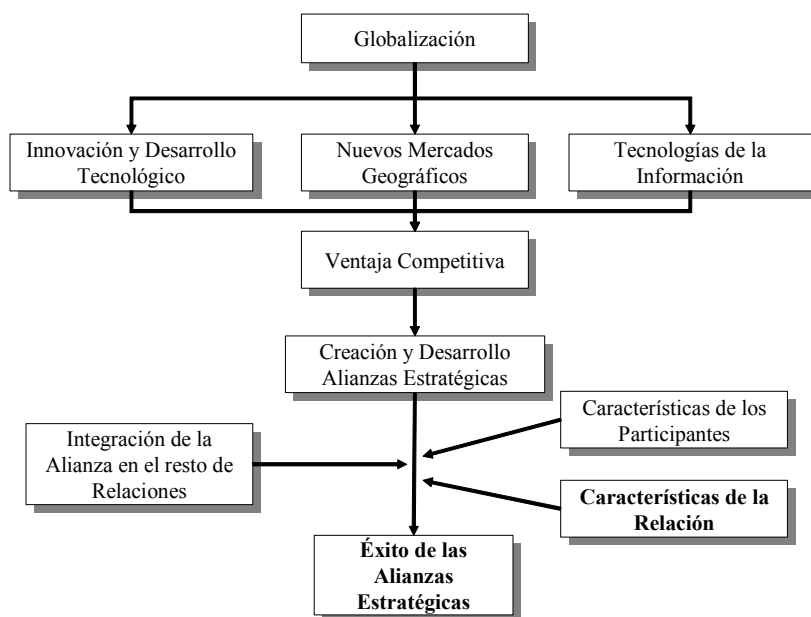 Globalización
Innovación y Desarrollo
Tecnológico
Nuevos Mercados
Geográficos
Tecnologías de la
Información
Ventaja Competitiva
Creación y Desarrollo
Alianzas Estratégicas
Integración de la
Alianza en el resto de
Relaciones
Características de los
Participantes
Características de la
Relación
Éxito de las
Alianzas
Estratégicas